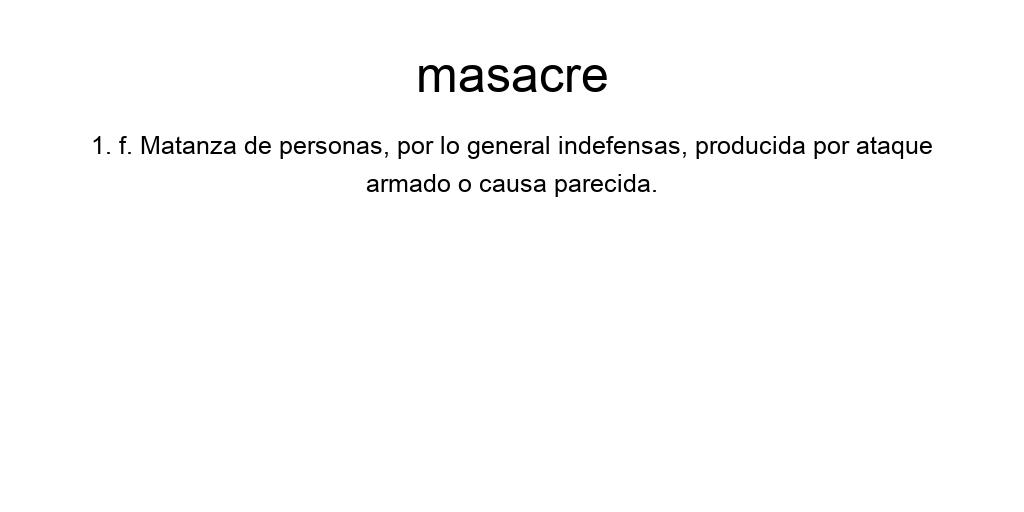 masacre
1. f. Matanza de personas, por lo general indefensas, producida por ataque
armado o causa parecida.